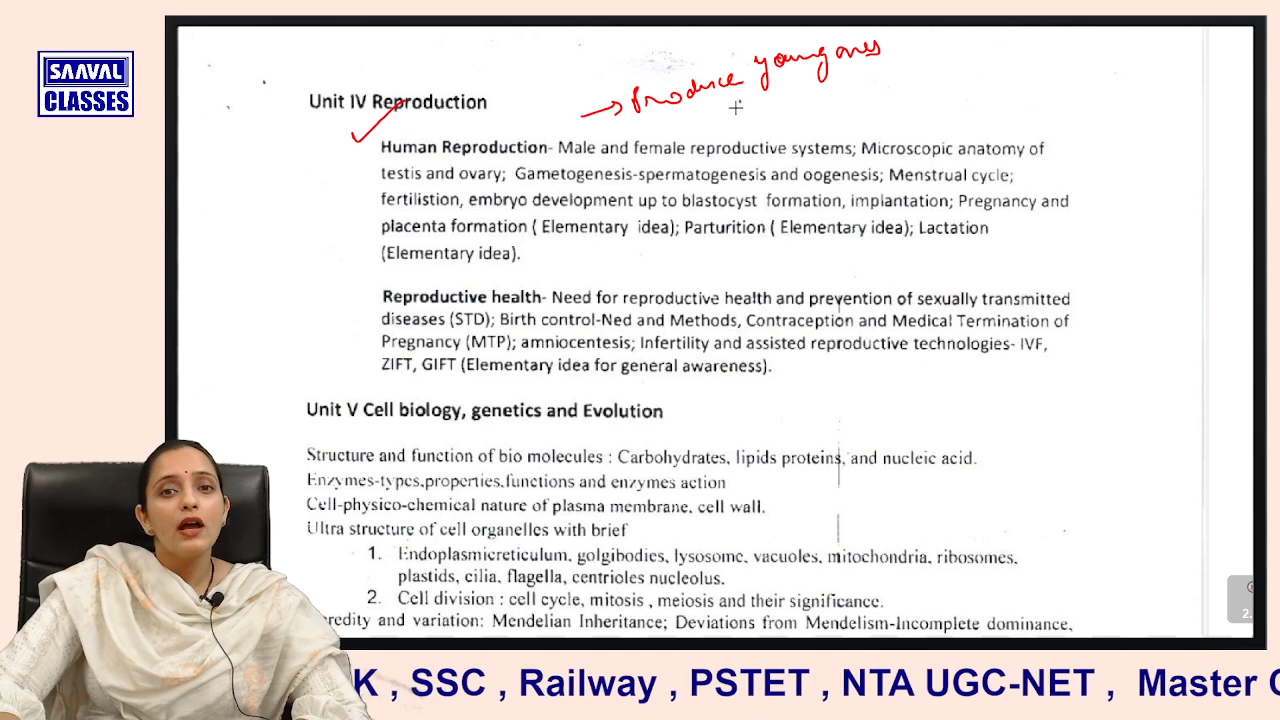 SAAVAL
CLASSES
→ Produce young ones
Unit IV Reproduction
Human Reproduction- Male and female reproductive systems; Microscopic anatomy of
testis and ovary; Gametogenesis-spermatogenesis and oogenesis; Menstrual cycle;
fertilistion, embryo development up to blastocyst formation, implantation; Pregnancy and
placenta formation ( Elementary idea); Parturition ( Elementary idea); Lactation
(Elementary idea).
Reproductive health- Need for reproductive health and prevention of sexually transmitted
diseases (STD); Birth control-Ned and Methods, Contraception and Medical Termination of
Pregnancy (MTP); amniocentesis; Infertility and assisted reproductive technologies- IVF,
ZIFT, GIFT (Elementary idea for general awareness).
Unit V Cell biology, genetics and Evolution
Structure and function of bio molecules : Carbohydrates, lipids proteins, and nucleic acid.
Enzymes-types,properties,functions and enzymes action
Cell-physico-chemical nature of plasma membrane, cell wall.
Ultra structure of cell organelles with brief
1. Endoplasmicreticulum, golgibodies, lysosome, vacuoles, mitochondria, ribosomes,
plastids, cilia, flagella, centrioles nucleolus.
2. Cell division : cell cycle, mitosis , meiosis and their significance.
redity and variation: Mendelian Inheritance; Deviations from Mendelism-Incomplete dominance,
2.
K , SSC , Railway , PSTET , NTA UGC-NET , Master C